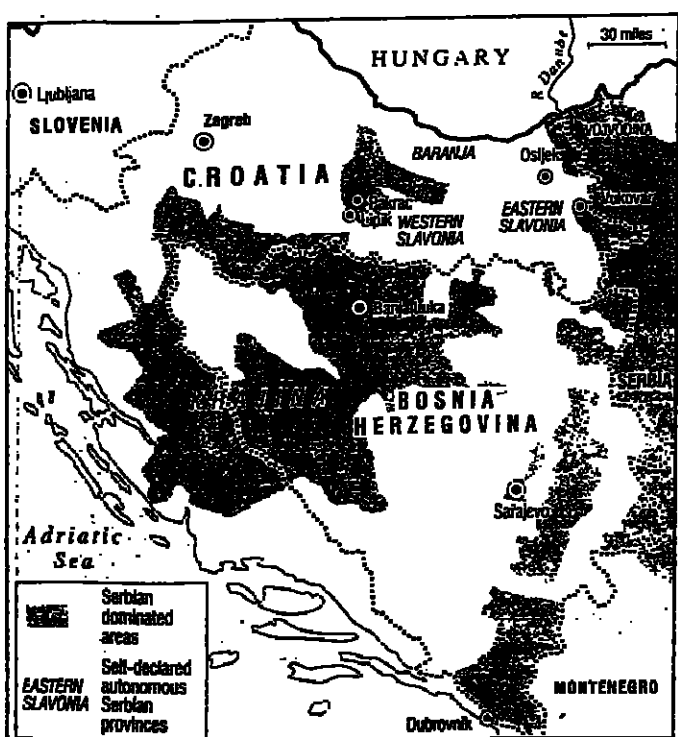 30 miles
HUNGARY
R Danube
Ljubljana
SLOVENIA
Zagreb
VOJVODINA
BARANJA
Osijek
CROATIA
Pakrac
Lipik
WESTERN
SLAVONIA
EASTERN
SLAVONIA
Vukovar
Banja Luka
SERBIA
KRAJINA
BOSNIA
HERZEGOVINA
Sarajevo
Adriatic
Sea
Serbian
dominated
areas
EASTERN
SLAVONIA
Self-declared
autonomous
Serbian
provinces
MONTENEGRO
Dubrovnik